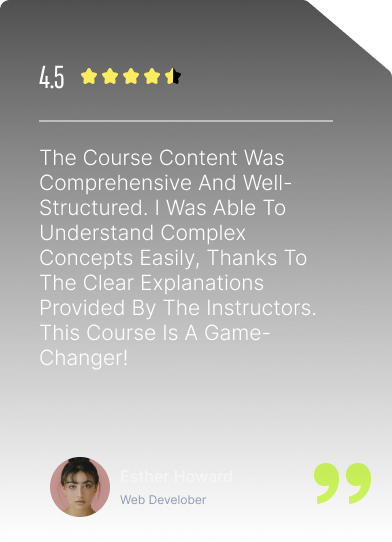 4.5
The Course Content Was
Comprehensive And Well-
Structured. I Was Able To
Understand Complex
Concepts Easily, Thanks To
The Clear Explanations
Provided By The Instructors.
This Course Is A Game-
Changer!
Esther Howard
Web Develober